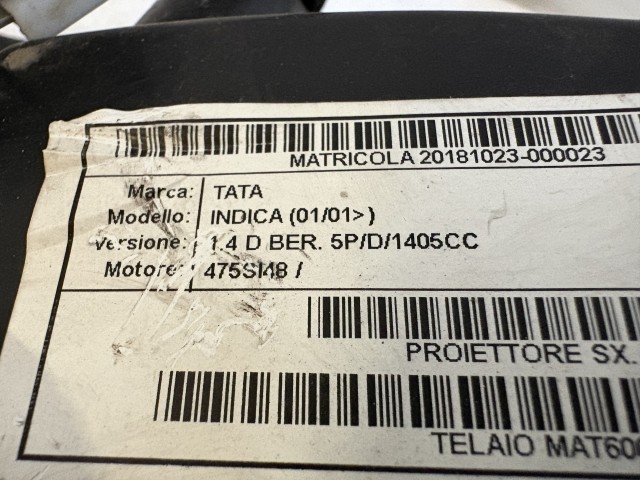 MATRICOLA 20181023-000023
Marca: TATA
Modello: INDICA (01/01>)
Versione: 1.4 D BER. 5P/D/1405CC
Motore: 475SI48 /
PROIETTORE SX.
TELAIO MAT60